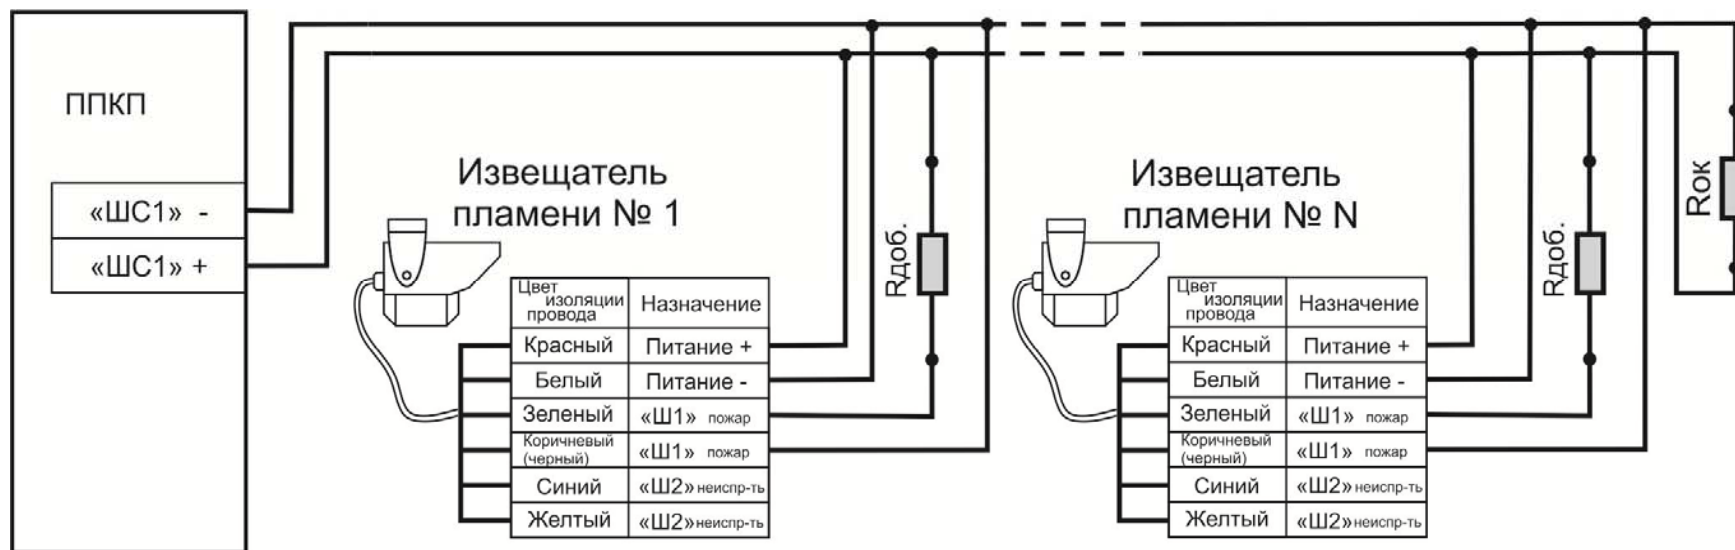 ППКП
«ШС1» -
«ШС1» +
Извещатель
пламени № 1
Цвет
изоляции
провода
Назначение
Красный Питание +
Белый Питание -
Зеленый «Ш1» пожар
Коричневый
(черный)
«Ш1» пожар
Синий «Ш2» неиспр-ть
Желтый «Ш2» неиспр-ть
Rдоб.
Извещатель
пламени № N
Цвет
изоляции
провода
Назначение
Красный Питание +
Белый Питание -
Зеленый «Ш1» пожар
Коричневый
(черный)
«Ш1» пожар
Синий «Ш2» неиспр-ть
Желтый «Ш2» неиспр-ть
Rдоб.
Rок